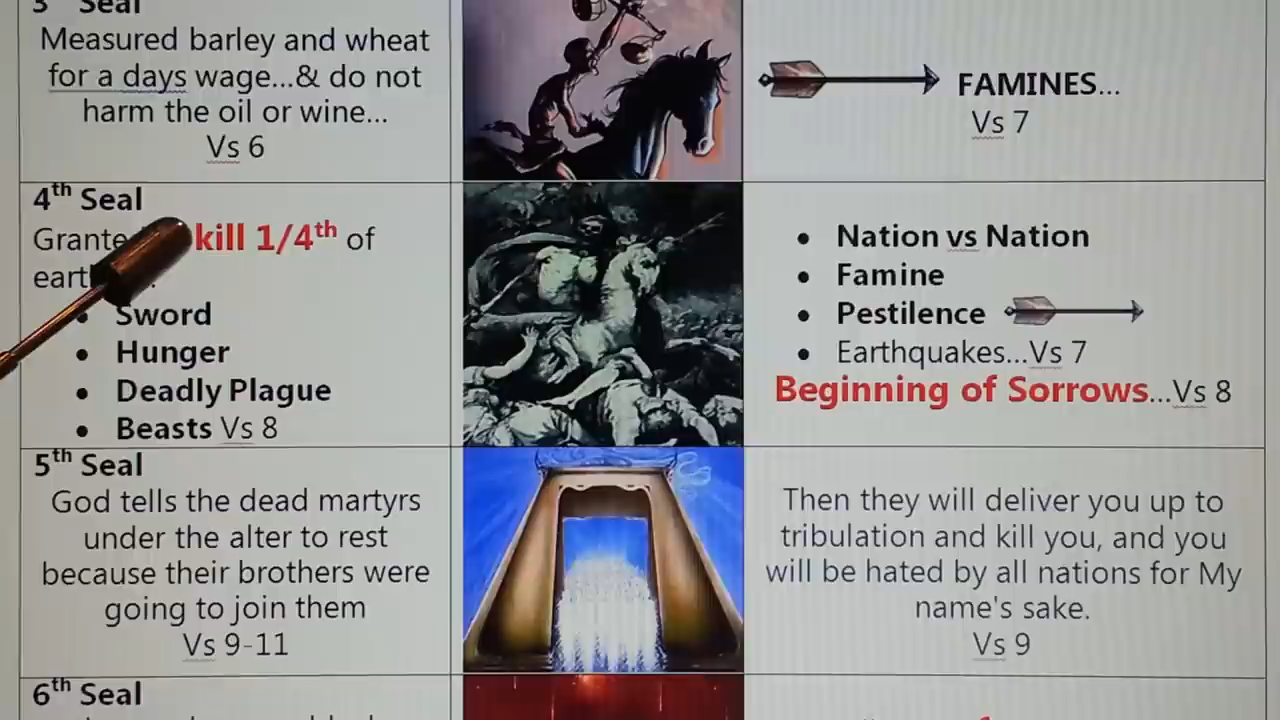 3 Seal
Measured barley and wheat
for a days wage...& do not
harm the oil or wine...
Vs 6
FAMINES...
Vs 7
4th Seal
kill 1/4th of
Sword
Hunger
Deadly Plague
Beasts Vs 8
Nation vs Nation
Famine
Pestilence
Earthquakes...Vs 7
Beginning of Sorrows...Vs 8
5th Seal
God tells the dead martyrs
under the alter to rest
because their brothers were
going to join them
Vs 9-11
Then they will deliver you up to
tribulation and kill you, and you
will be hated by all nations for My
name's sake.
Vs 9
6th Seal